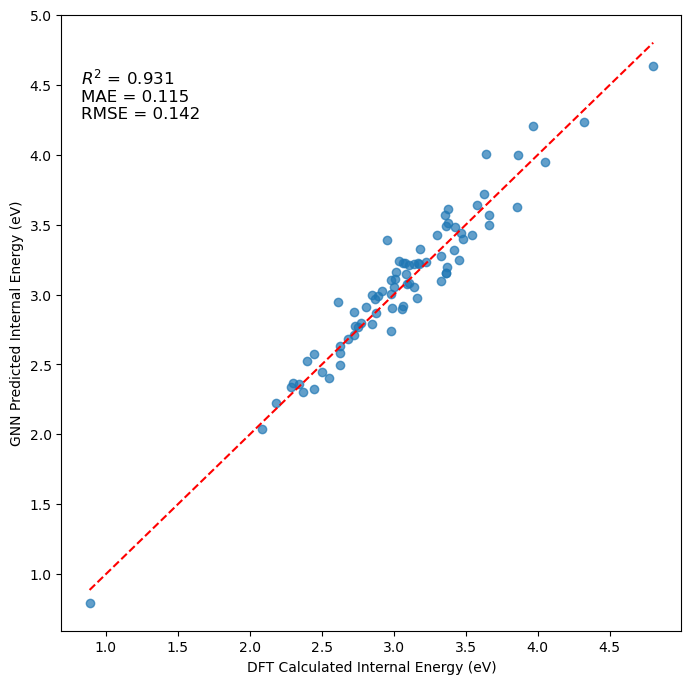 R² = 0.931
MAE = 0.115
RMSE = 0.142
5.0
4.5
4.0
3.5
3.0
2.5
2.0
1.5
1.0
GNN Predicted Internal Energy (eV)
1.0 1.5 2.0 2.5 3.0 3.5 4.0 4.5
DFT Calculated Internal Energy (eV)